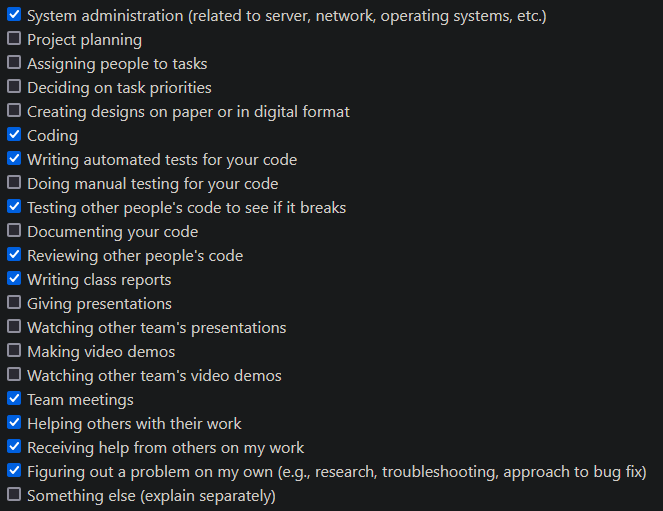 System administration (related to server, network, operating systems, etc.)
Project planning
Assigning people to tasks
Deciding on task priorities
Creating designs on paper or in digital format
Coding
Writing automated tests for your code
Doing manual testing for your code
Testing other people's code to see if it breaks
Documenting your code
Reviewing other people's code
Writing class reports
Giving presentations
Watching other team's presentations
Making video demos
Watching other team's video demos
Team meetings
Helping others with their work
Receiving help from others on my work
Figuring out a problem on my own (e.g., research, troubleshooting, approach to bug fix)
Something else (explain separately)